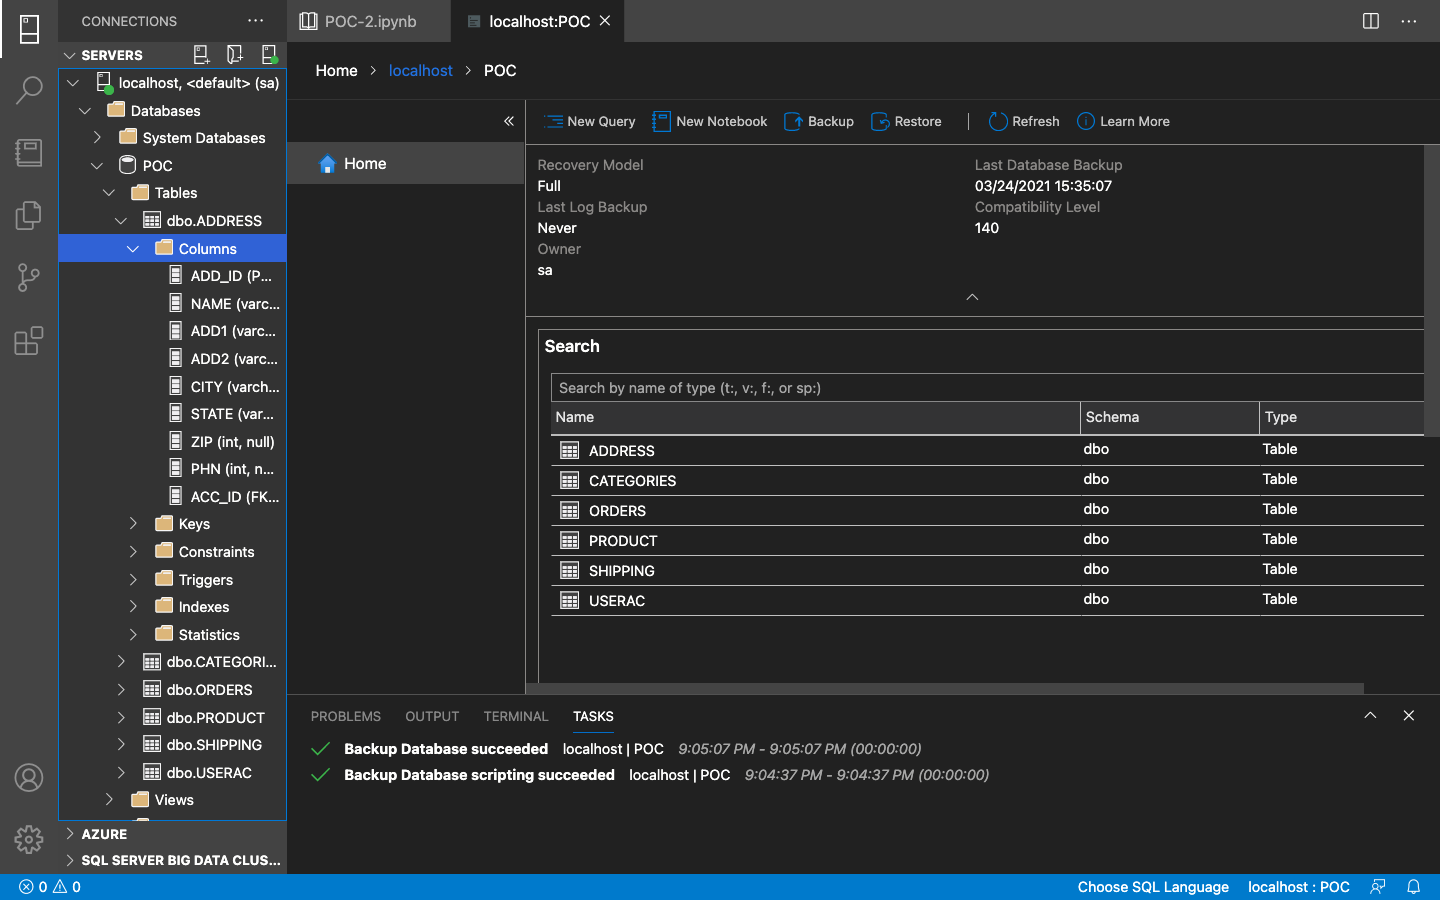 CONNECTIONS
POC-2.ipynb
localhost:POC
SERVERS
localhost, <default> (sa)
Databases
System Databases
POC
Tables
dbo.ADDRESS
Columns
ADD_ID (P...
NAME (varc...
ADD1 (varc...
ADD2 (varc...
CITY (varch...
STATE (var...
ZIP (int, null)
PHN (int, n...
ACC_ID (FK...
Keys
Constraints
Triggers
Indexes
Statistics
dbo.CATEGORI...
dbo.ORDERS
dbo.PRODUCT
dbo.SHIPPING
dbo.USERAC
Views
AZURE
SQL SERVER BIG DATA CLUS...
Home > localhost > POC
Home
New Query New Notebook Backup Restore | Refresh Learn More
Recovery Model
Full
Last Log Backup
Never
Owner
sa
Last Database Backup
03/24/2021 15:35:07
Compatibility Level
140
Search
Search by name of type (t:, v:, f:, or sp:)
Name Schema Type
ADDRESS dbo Table
CATEGORIES dbo Table
ORDERS dbo Table
PRODUCT dbo Table
SHIPPING dbo Table
USERAC dbo Table
PROBLEMS OUTPUT TERMINAL TASKS
Backup Database succeeded localhost | POC 9:05:07 PM - 9:05:07 PM (00:00:00)
Backup Database scripting succeeded localhost | POC 9:04:37 PM - 9:04:37 PM (00:00:00)
0 0
Choose SQL Language localhost : POC